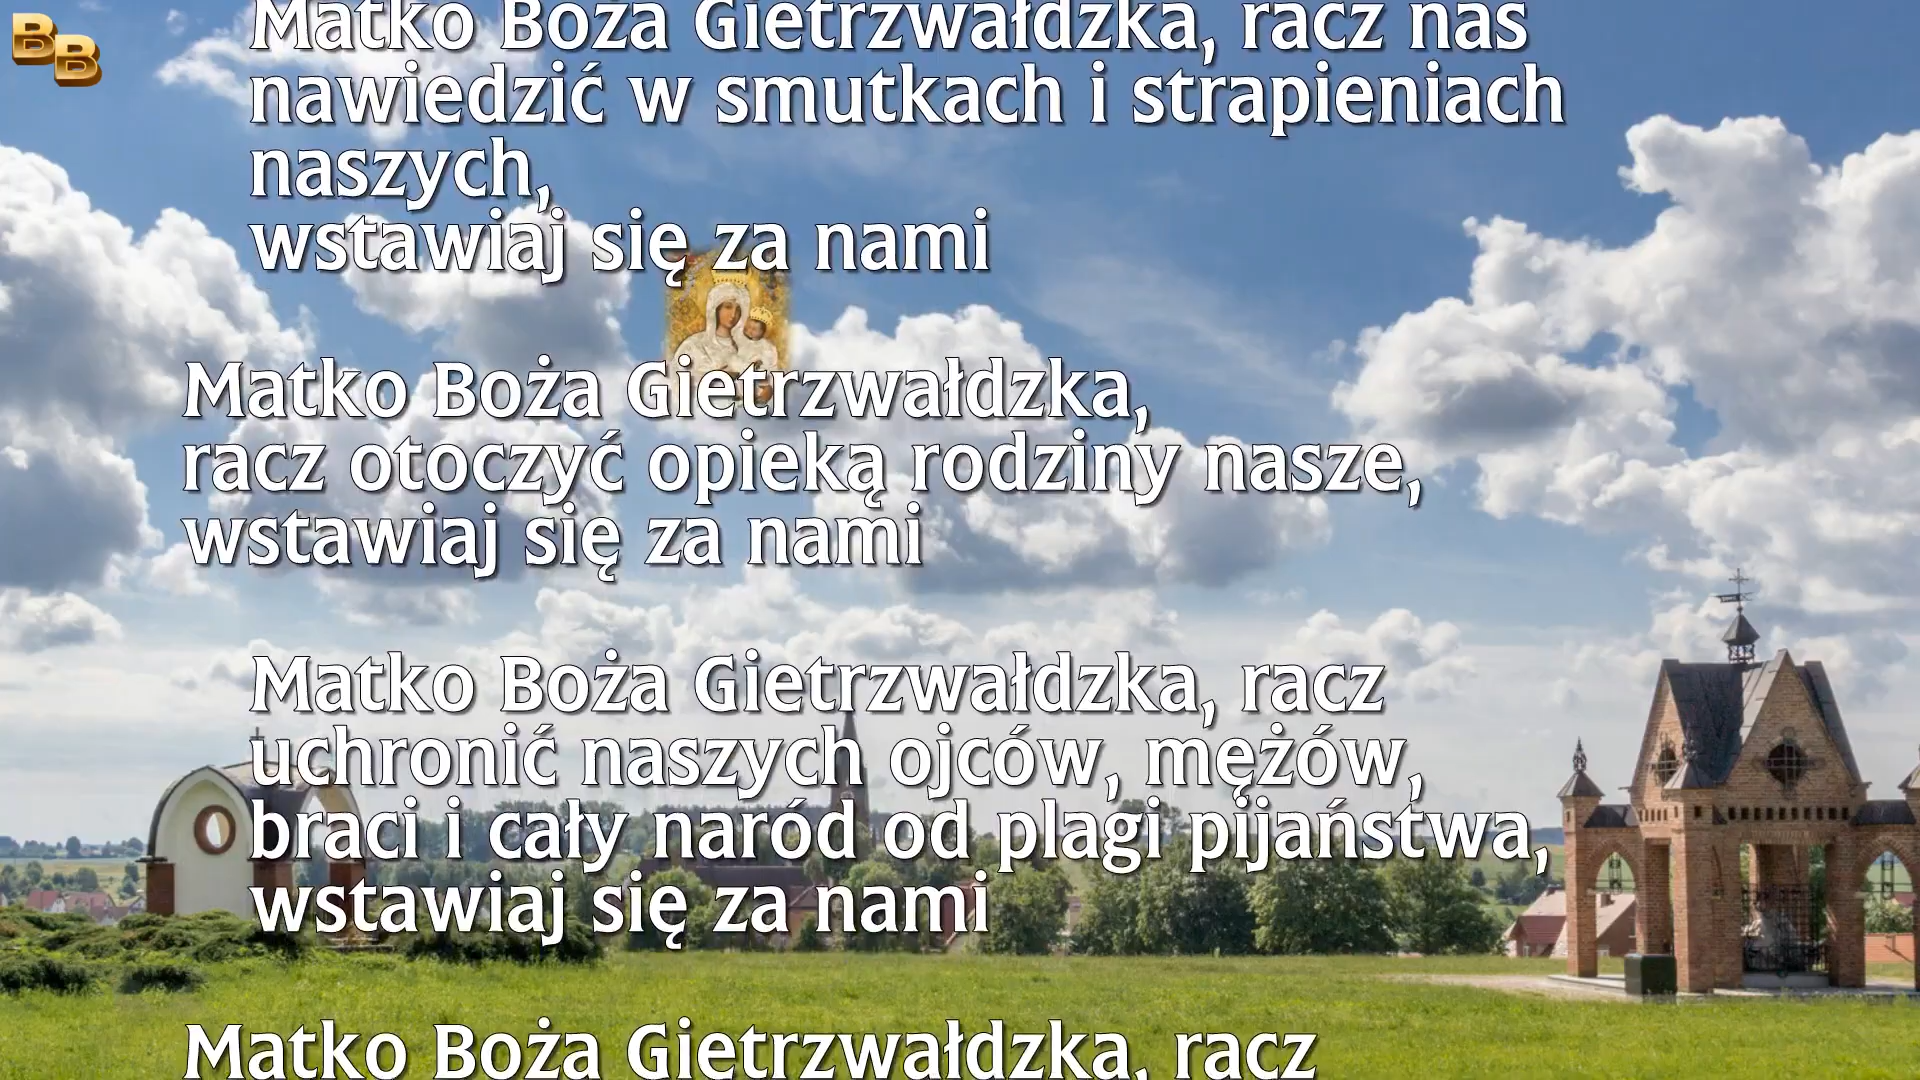 BB
Matko Boża Gietrzwałdzka, racz nas
nawiedzić w smutkach i strapieniach
naszych,
wstawiaj się za nami
Matko Boża Gietrzwałdzka,
racz otoczyć opieką rodziny nasze,
wstawiaj się za nami
Matko Boża Gietrzwałdzka, racz
uchronić naszych ojców, mężów,
braci i cały naród od plagi pijaństwa,
wstawiaj się za nami
Matko Boża Gietrzwałdzka, racz